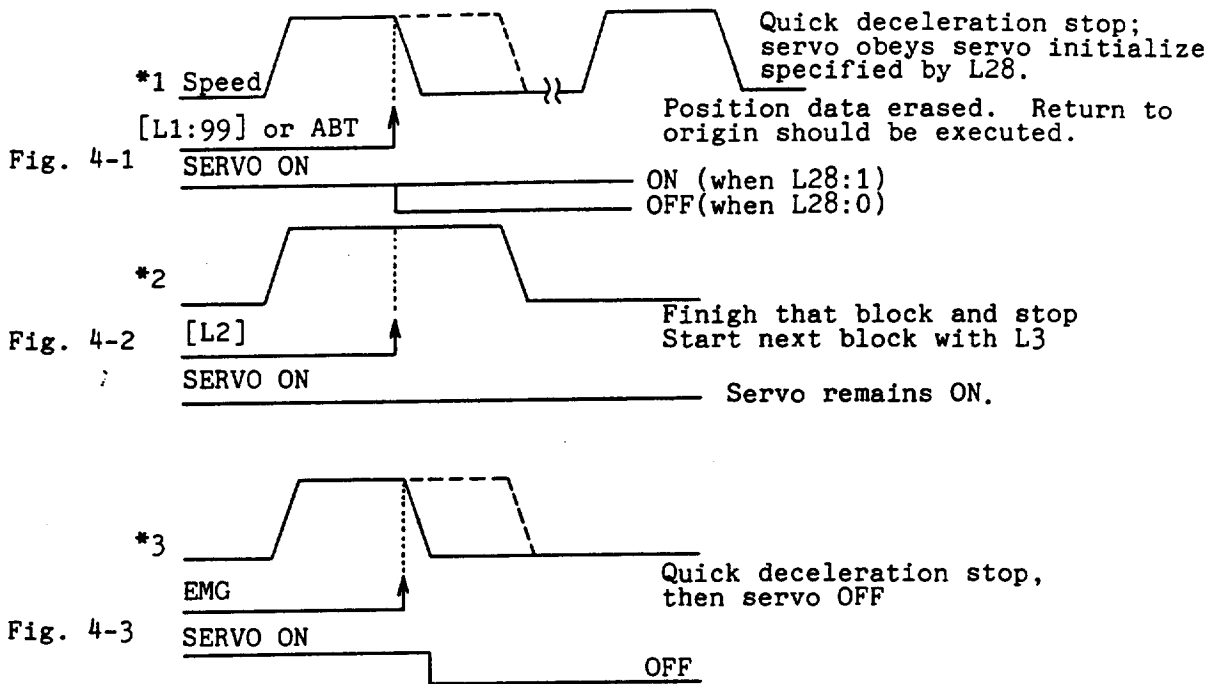 Quick deceleration stop;
servo obeys servo initialize
specified by L28.
*1 Speed
Position data erased. Return to
origin should be executed.
[L1:99] or ABT
Fig. 4-1
SERVO ON
ON (when L28:1)
OFF(when L28:0)
*2
Finigh that block and stop
Start next block with L3
Fig. 4-2
[L2]
SERVO ON
Servo remains ON.
*3
Quick deceleration stop,
then servo OFF
EMG
Fig. 4-3
SERVO ON
OFF